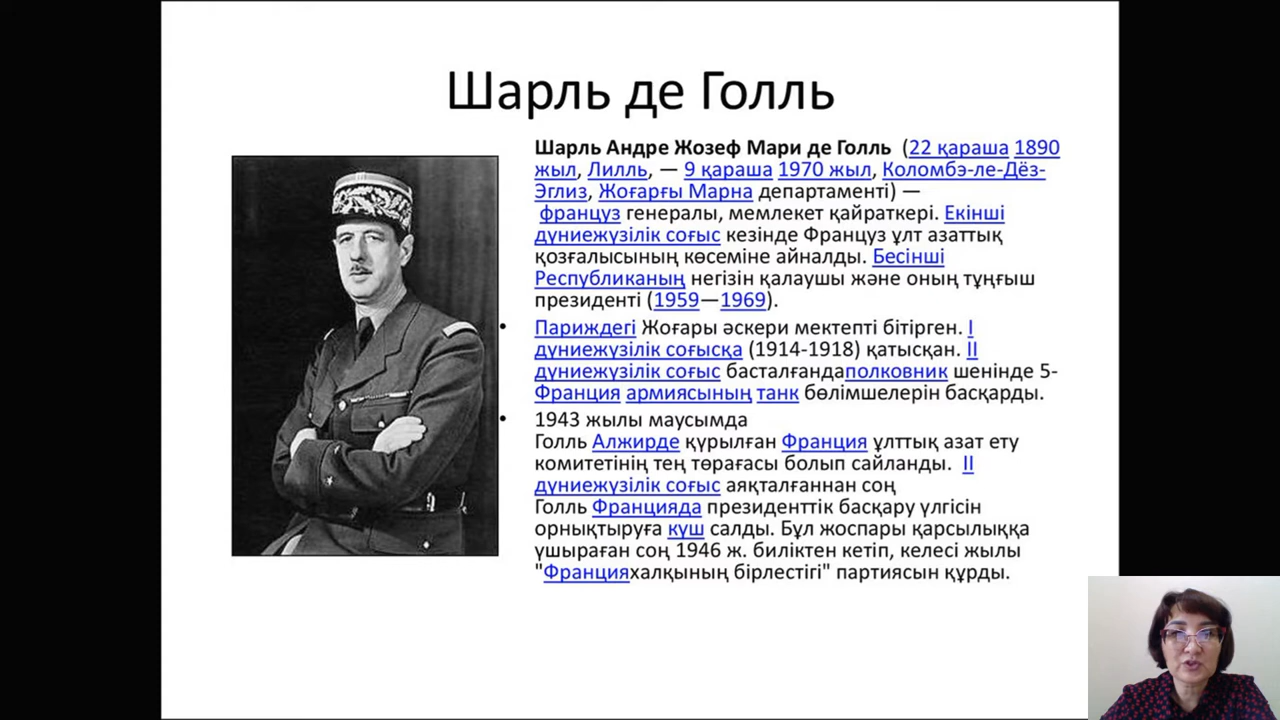 Шарль де Голль
Шарль Андре Жозеф Мари де Голль (22 қараша 1890
жыл, Лилль, — 9 қараша 1970 жыл, Коломбэ-ле-Дёз-
Эглиз, Жоғарғы Марна департаменті) —
француз генералы, мемлекет қайраткері. Екінші
дүниежүзілік соғыс кезінде Француз ұлт азаттық
қозғалысының көсеміне айналды. Бесінші
Республиканың негізін қалаушы және оның тұңғыш
президенті (1959—1969).
• Париждегі Жоғары әскери мектепті бітірген. I
дүниежүзілік соғысқа (1914-1918) қатысқан. II
дүниежүзілік соғыс басталғандаполковник шенінде 5-
Франция армиясының танк бөлімшелерін басқарды.
• 1943 жылы маусымда
Голль Алжирде құрылған Франция ұлттық азат ету
комитетінің тең төрағасы болып сайланды. II
дүниежүзілік соғыс аяқталғаннан соң
Голль Францияда президенттік басқару үлгісін
орнықтыруға күш салды. Бұл жоспары қарсылыққа
ұшыраған соң 1946 ж. биліктен кетіп, келесі жылы
"Францияхалқының бірлестігі" партиясын құрды.